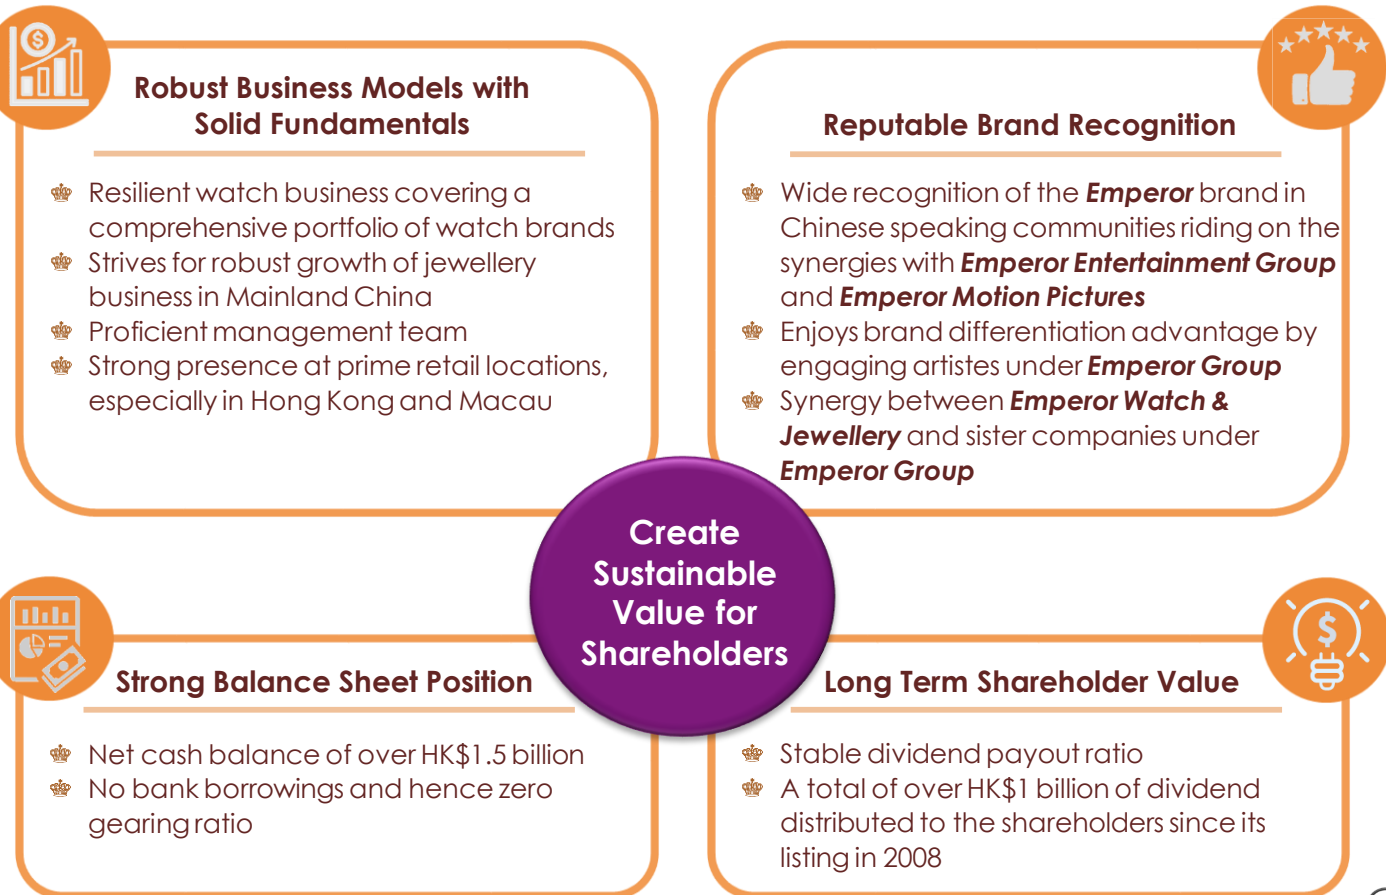 Robust Business Models with
Solid Fundamentals
Resilient watch business covering a
comprehensive portfolio of watch brands
Strives for robust growth of jewellery
business in Mainland China
Proficient management team
Strong presence at prime retail locations,
especially in Hong Kong and Macau
Reputable Brand Recognition
Wide recognition of the Emperor brand in
Chinese speaking communities riding on the
synergies with Emperor Entertainment Group
and Emperor Motion Pictures
Enjoys brand differentiation advantage by
engaging artistes under Emperor Group
Synergy between Emperor Watch &
Jewellery and sister companies under
Emperor Group
Create
Sustainable
Value for
Shareholders
Strong Balance Sheet Position
Net cash balance of over HK$1.5 billion
No bank borrowings and hence zero
gearing ratio
Long Term Shareholder Value
Stable dividend payout ratio
A total of over HK$1 billion of dividend
distributed to the shareholders since its
listing in 2008